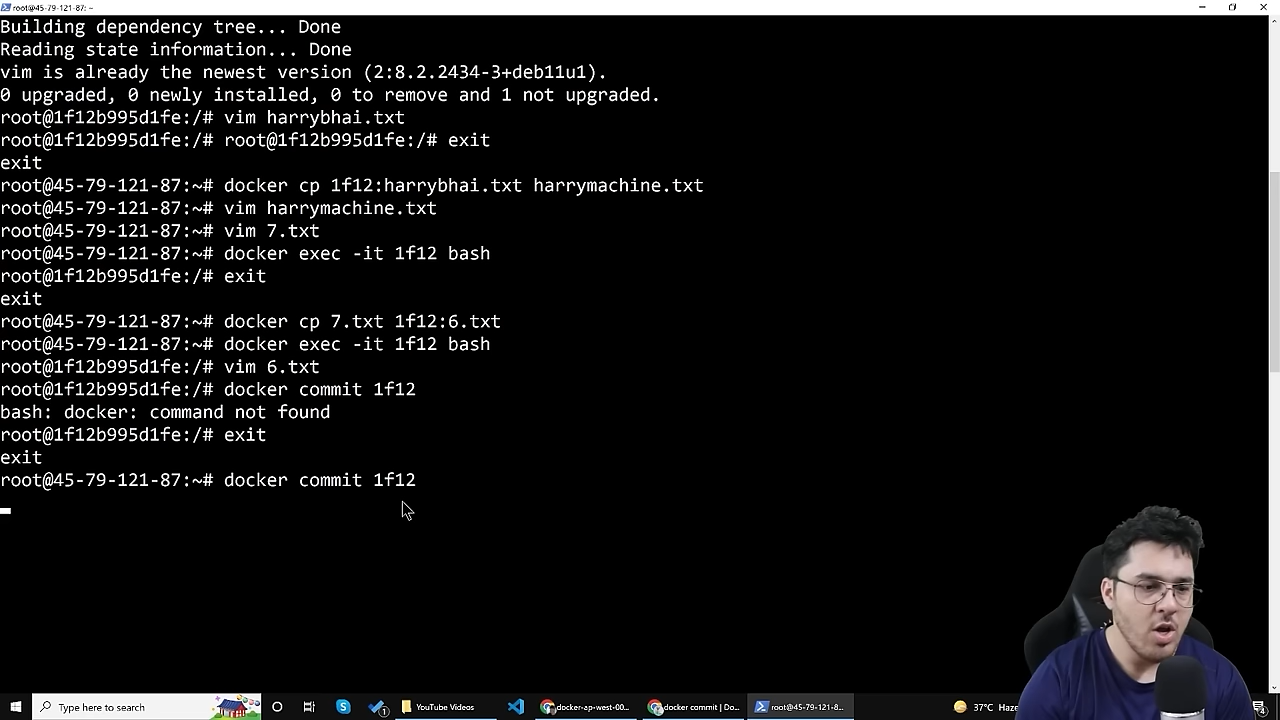 root@45-79-121-87: ~
Building dependency tree... Done
Reading state information... Done
vim is already the newest version (2:8.2.2434-3+deb11u1).
0 upgraded, 0 newly installed, 0 to remove and 1 not upgraded.
root@1f12b995d1fe:/# vim harrybhai.txt
root@1f12b995d1fe:/# root@1f12b995d1fe:/# exit
exit
root@45-79-121-87:~# docker cp 1f12:harrybhai.txt harrymachine.txt
root@45-79-121-87:~# vim harrymachine.txt
root@45-79-121-87:~# vim 7.txt
root@45-79-121-87:~# docker exec -it 1f12 bash
root@1f12b995d1fe:/# exit
exit
root@45-79-121-87:~# docker cp 7.txt 1f12:6.txt
root@45-79-121-87:~# docker exec -it 1f12 bash
root@1f12b995d1fe:/# vim 6.txt
root@1f12b995d1fe:/# docker commit 1f12
bash: docker: command not found
root@1f12b995d1fe:/# exit
exit
root@45-79-121-87:~# docker commit 1f12
Type here to search
1
YouTube Videos
docker-ap-west-00...
docker commit | Do...
root@45-79-121-8...
37°C Haze